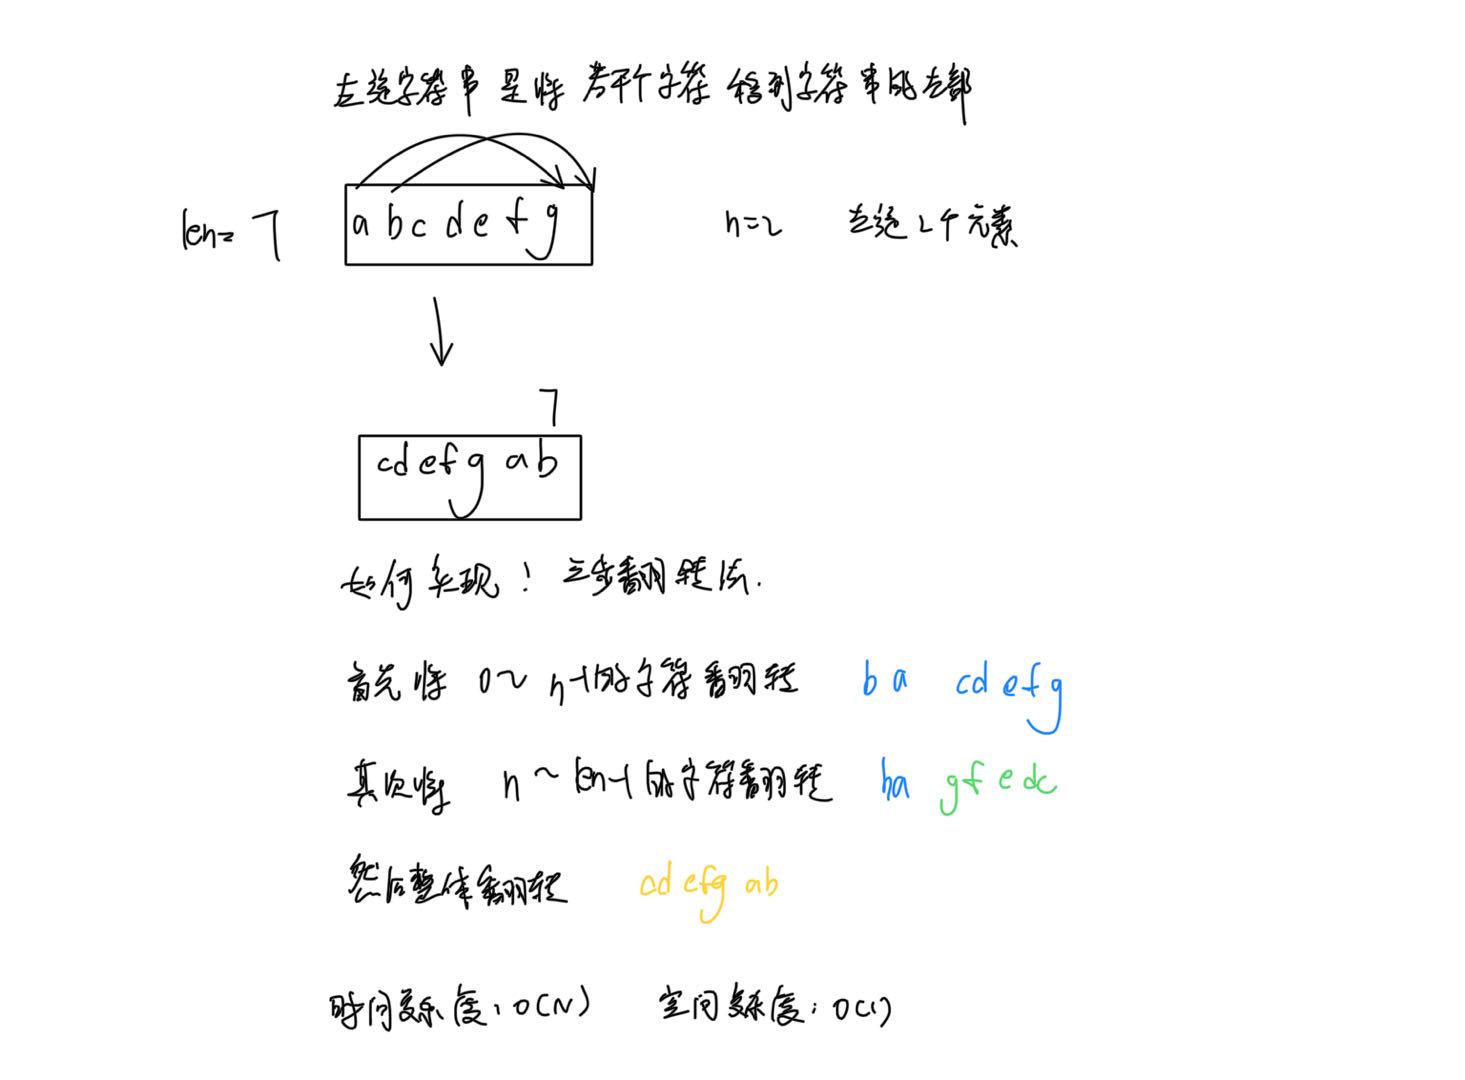 左旋字符串是将若干个字符移到字符串的左部
len=7 abcdefg n=2 左旋2个元素
7
cdefg ab
如何实现！三步翻转法.
首先将 0~n-1的字符翻转 ba cdefg
其次将 n~len-1的字符翻转 ba gfedc
然后整体翻转 cdefg ab
时间复杂度：O(N) 空间复杂度：O(1)